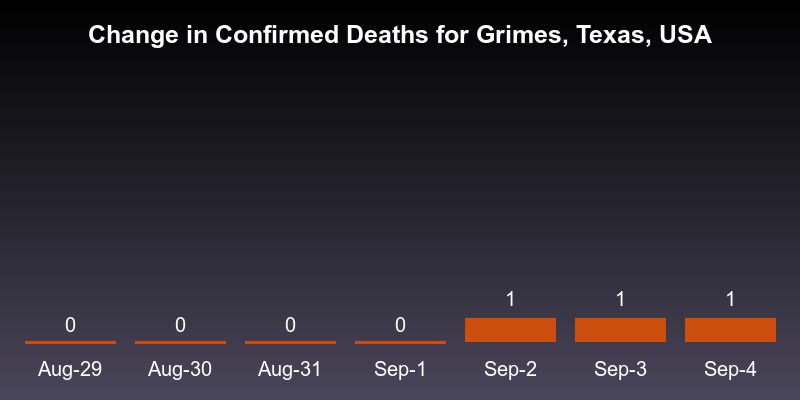 Change in Confirmed Deaths for Grimes, Texas, USA
0 0 0 0 1 1 1
Aug-29 Aug-30 Aug-31 Sep-1 Sep-2 Sep-3 Sep-4